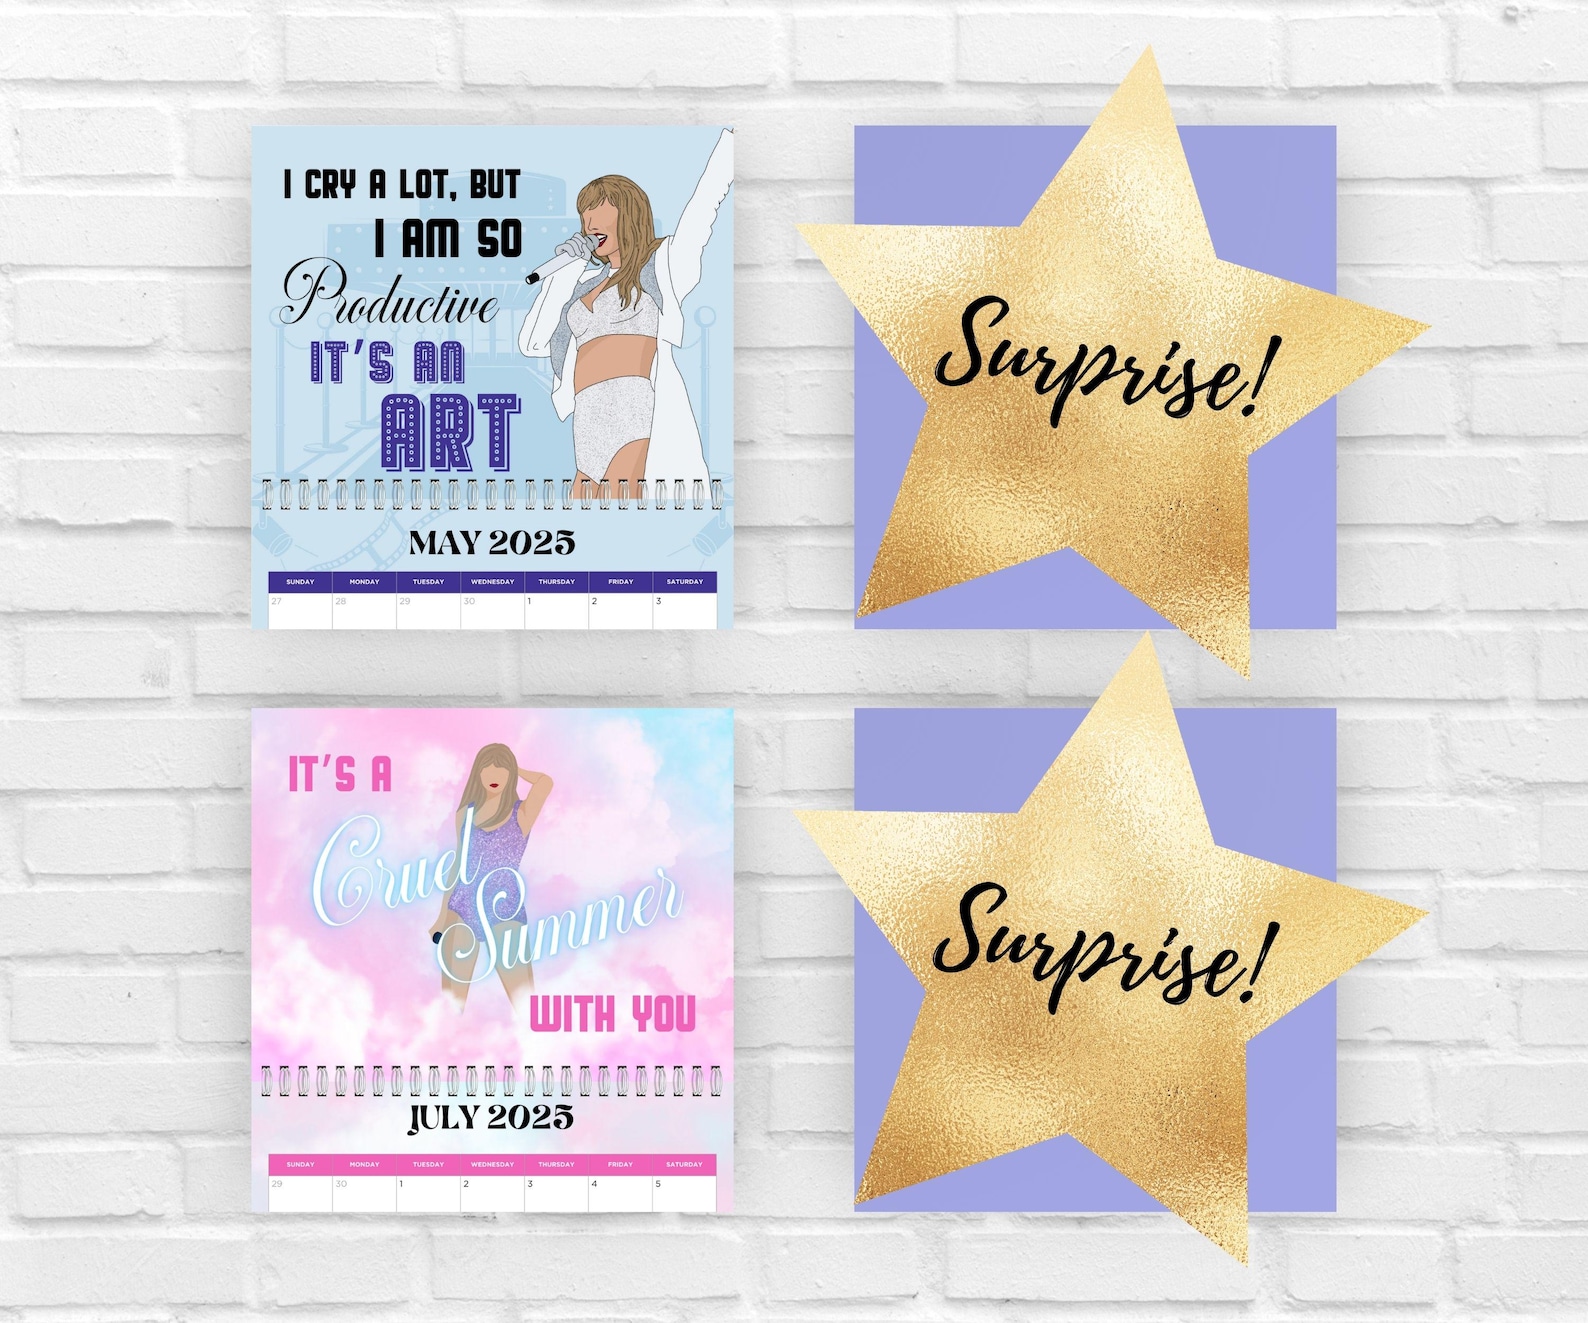 I CRY A LOT, BUT
I AM SO
Productive
IT'S AN
ART
MAY 2025
SUNDAY MONDAY TUESDAY WEDNESDAY THURSDAY FRIDAY SATURDAY
27 28 29 30 1 2 3
Surprise!
IT'S A
Cruel
Summer
WITH YOU
JULY 2025
SUNDAY MONDAY TUESDAY WEDNESDAY THURSDAY FRIDAY SATURDAY
29 30 1 2 3 4 5
Surprise!